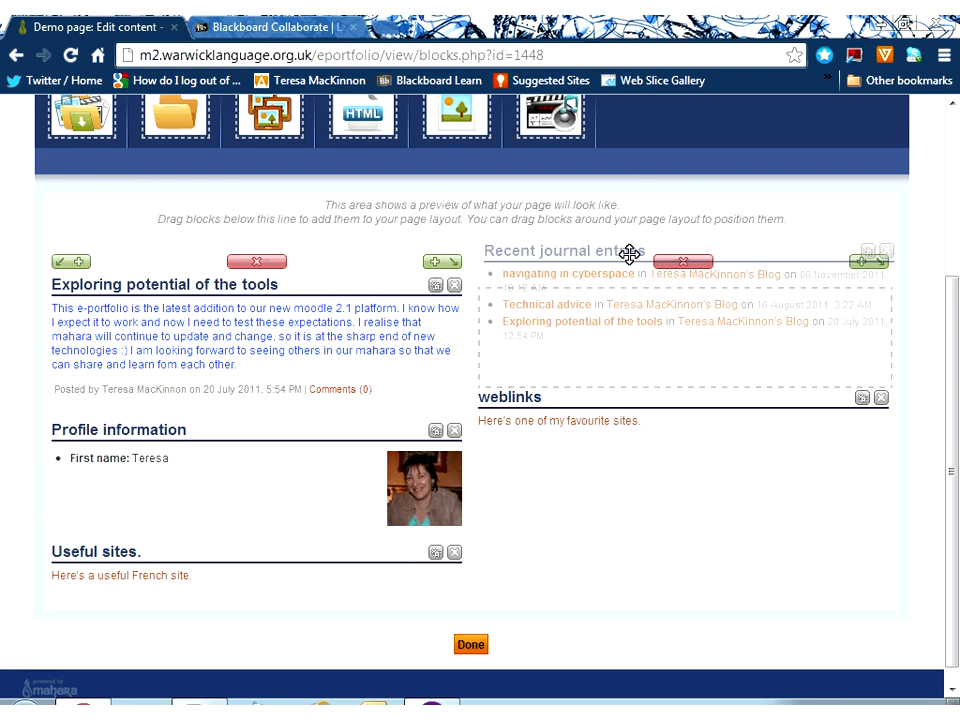 Demo page: Edit content -
Blackboard Collaborate | L
m2.warwicklanguage.org.uk/eportfolio/view/blocks.php?id=1448
Twitter / Home
How do I log out of ...
Teresa MacKinnon
Bb
Blackboard Learn
Suggested Sites
Web Slice Gallery
»
Other bookmarks
HTML
This area shows a preview of what your page will look like.
Drag blocks below this line to add them to your page layout. You can drag blocks around your page layout to position them.
Exploring potential of the tools
This e-portfolio is the latest addition to our new moodle 2.1 platform. I know how
I expect it to work and now I need to test these expectations. I realise that
mahara will continue to update and change, so it is at the sharp end of new
technologies :) I am looking forward to seeing others in our mahara so that we
can share and learn fom each other.
Posted by Teresa MacKinnon on 20 July 2011, 5:54 PM | Comments (0)
Profile information
First name: Teresa
Useful sites.
Here's a useful French site.
Recent journal entries
navigating in cyberspace in Teresa MacKinnon's Blog on 06 November 2011,
Technical advice in Teresa MacKinnon's Blog on 10 August 2011, 3:22 AM
Exploring potential of the tools in Teresa MacKinnon's Blog on 20 July 2011,
12:54 PM
weblinks
Here's one of my favourite sites.
Done
powered by
mahara